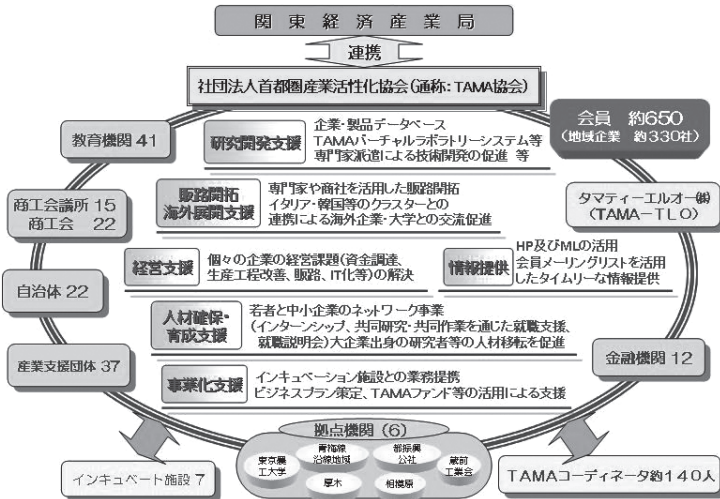 関東経済産業局
連携
社団法人首都圏産業活性化協会(通称:TAMA協会)
会員 約650
(地域企業 約330社)
教育機関 41
研究開発支援
企業・製品データベース
TAMAバーチャルラボラトリーシステム等
専門家派遣による技術開発の促進 等
商工会議所 15
商工会 22
販路開拓
海外展開支援
専門家や商社を活用した販路開拓
イタリア・韓国等のクラスターとの
連携による海外企業・大学との交流促進
タマティーエルオー㈱
(TAMA-TLO)
経営支援
個々の企業の経営課題(資金調達、
生産工程改善、販路、IT化等)の解決
情報提供
HP及びMLの活用
会員メーリングリストを活用
したタイムリーな情報提供
自治体 22
人材確保・
育成支援
若者と中小企業のネットワーク事業
(インターンシップ、共同研究・共同作業を通じた就職支援、
就職説明会)大企業出身の研究者等の人材移転を促進
産業支援団体 37
金融機関 12
事業化支援
インキュベーション施設との業務提携
ビジネスプラン策定、TAMAファンド等の活用による支援
拠点機関(6)
東京農
工大学
青梅線
沿線地域
都振興
公社
蔵前
工業会
厚木
相模原
インキュベート施設 7
TAMAコーディネータ約140人